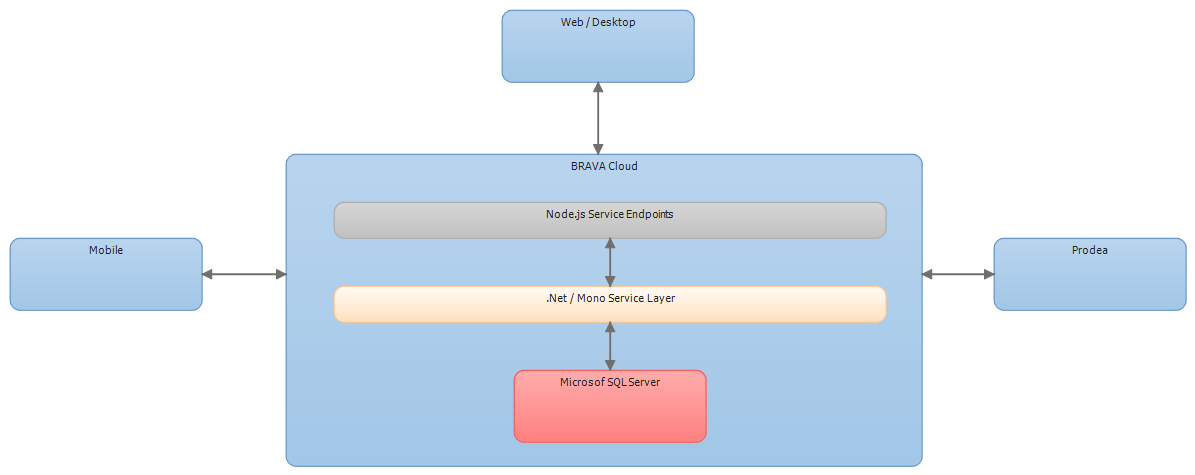 Web / Desktop
BRAVA Cloud
Node.js Service Endpoints
Mobile
Prodea
.Net / Mono Service Layer
Microsof SQL Server